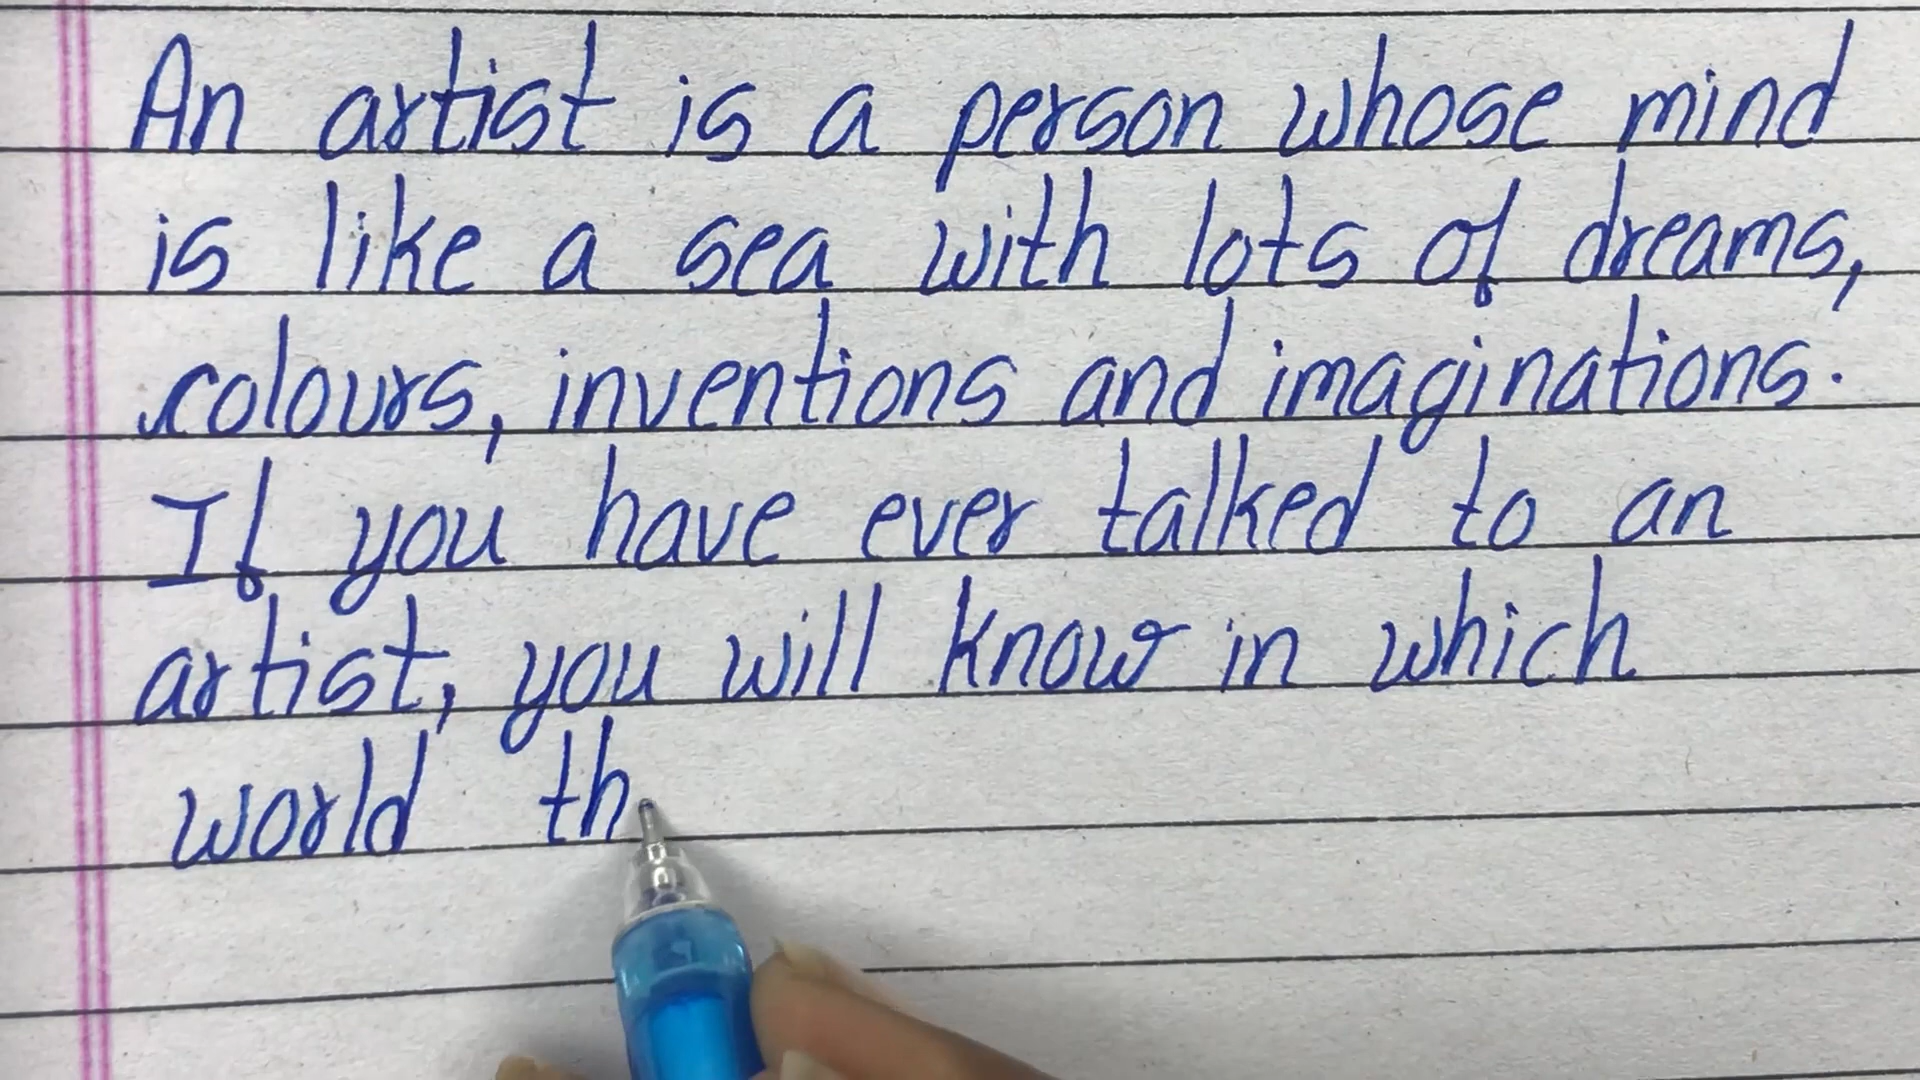 An artist is a person whose mind
is like a sea with lots of dreams,
colours, inventions and imaginations.
If you have ever talked to an
artist, you will know in which
world th